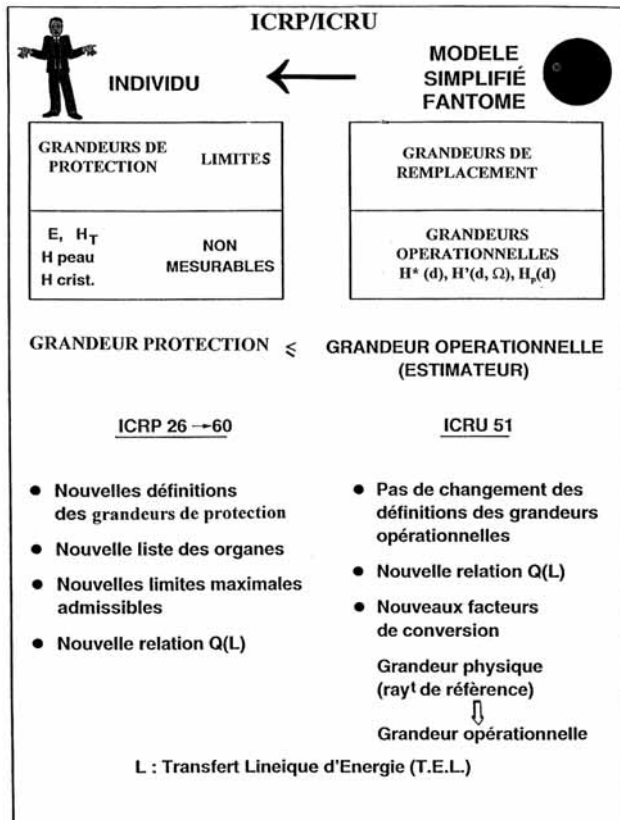 ICRP/ICRU
INDIVIDU
MODELE
SIMPLIFIÉ
FANTOME
GRANDEURS DE
PROTECTION LIMITES
E, H_T
H peau
H crist.
NON
MESURABLES
GRANDEURS DE
REMPLACEMENT
GRANDEURS
OPERATIONNELLES
H* (d), H'(d, Ω), Hp(d)
GRANDEUR PROTECTION ⩽ GRANDEUR OPERATIONNELLE
(ESTIMATEUR)
ICRP 26 →60
● Nouvelles définitions
des grandeurs de protection
● Nouvelle liste des organes
● Nouvelles limites maximales
admissibles
● Nouvelle relation Q(L)
ICRU 51
● Pas de changement des
définitions des grandeurs
opérationnelles
● Nouvelle relation Q(L)
● Nouveaux facteurs
de conversion
Grandeur physique
(rayt de réfèrence)
⇩
Grandeur opérationnelle
L : Transfert Lineique d'Energie (T.E.L.)